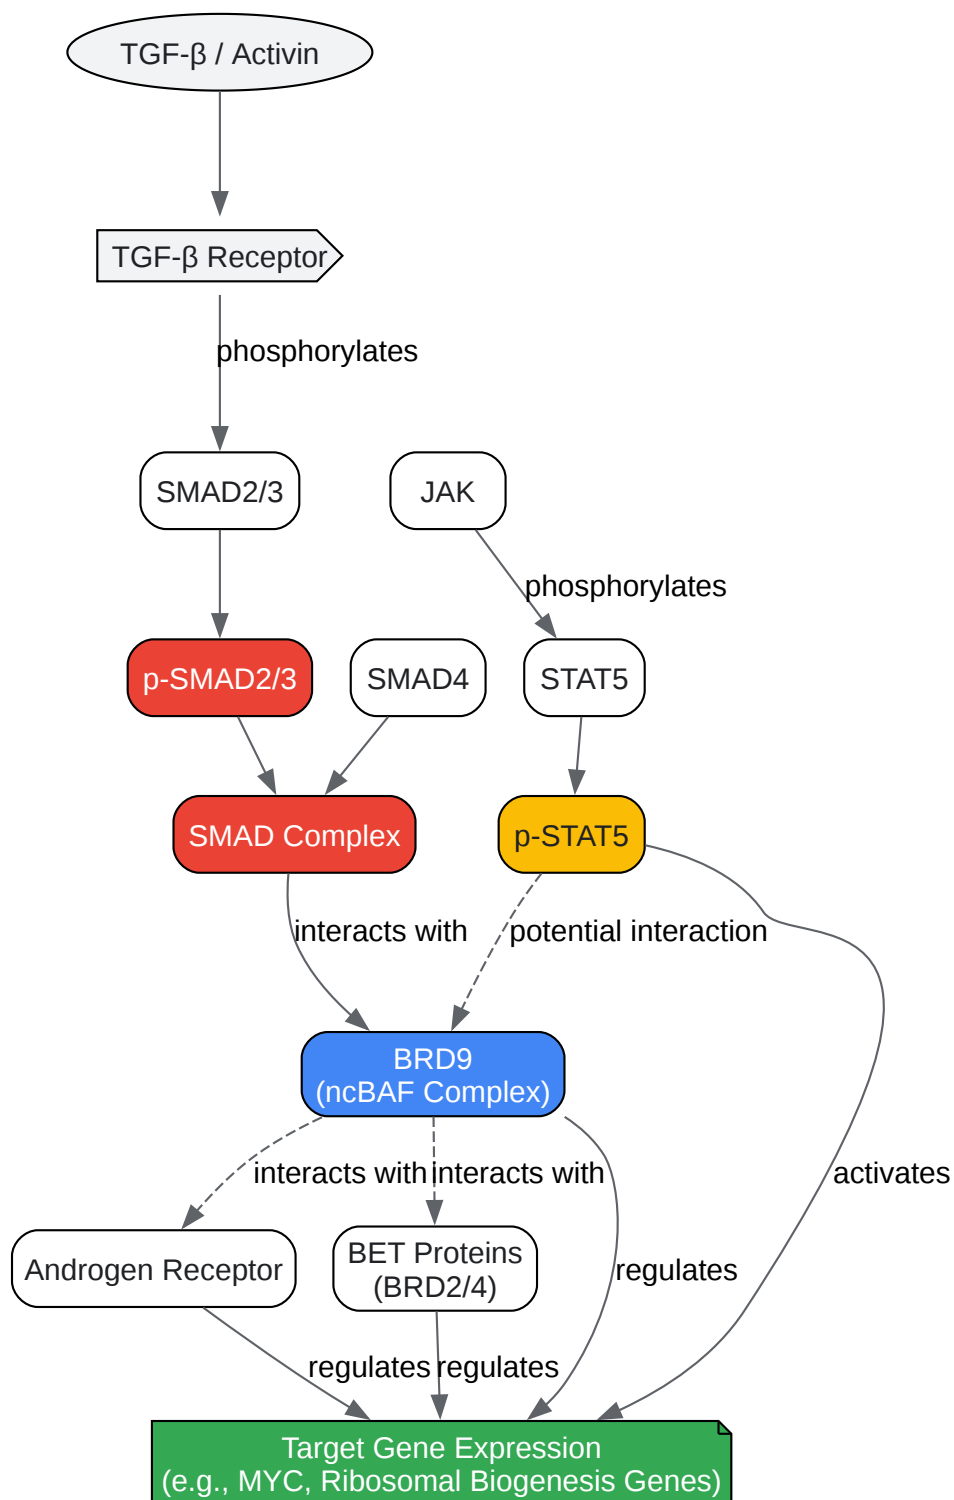 TGF-β / Activin
TGF-β Receptor
phosphorylates
SMAD2/3
JAK
phosphorylates
p-SMAD2/3
SMAD4
STAT5
SMAD Complex
p-STAT5
interacts with
potential interaction
BRD9
(ncBAF Complex)
interacts with
interacts with
activates
Androgen Receptor
BET Proteins
(BRD2/4)
regulates
regulates
regulates
Target Gene Expression
(e.g., MYC, Ribosomal Biogenesis Genes)